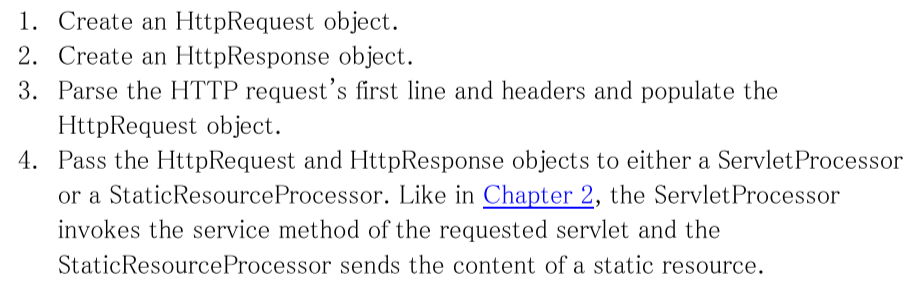 1. Create an HttpRequest object.
2. Create an HttpResponse object.
3. Parse the HTTP request's first line and headers and populate the
HttpRequest object.
4. Pass the HttpRequest and HttpResponse objects to either a ServletProcessor
or a StaticResourceProcessor. Like in Chapter 2, the ServletProcessor
invokes the service method of the requested servlet and the
StaticResourceProcessor sends the content of a static resource.